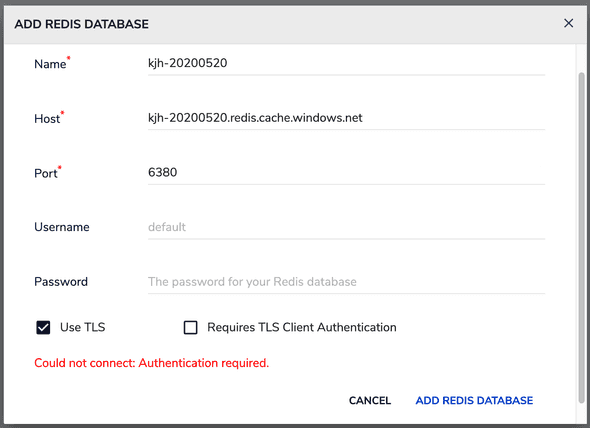 ADD REDIS DATABASE ×
Name* kjh-20200520
Host* kjh-20200520.redis.cache.windows.net
Port* 6380
Username default
Password The password for your Redis database
Use TLS Requires TLS Client Authentication
Could not connect: Authentication required.
CANCEL ADD REDIS DATABASE